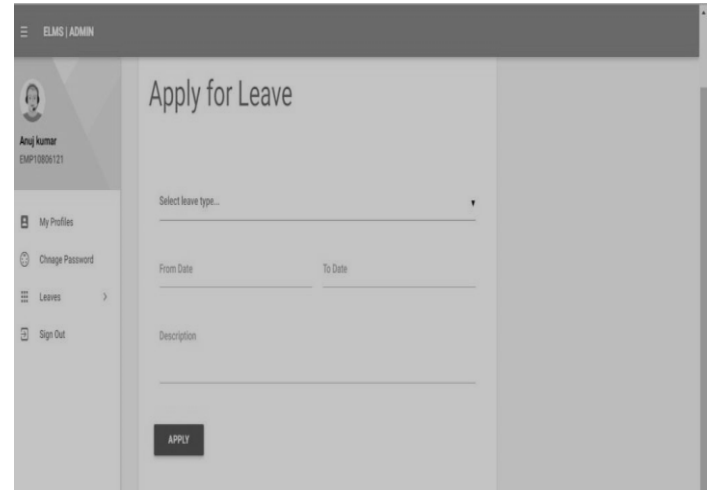 ELMS | ADMIN
Anuj kumar
EMP10806121
My Profiles
Chnage Password
Leaves
Sign Out
Apply for Leave
Select leave type...
From Date To Date
Description
APPLY